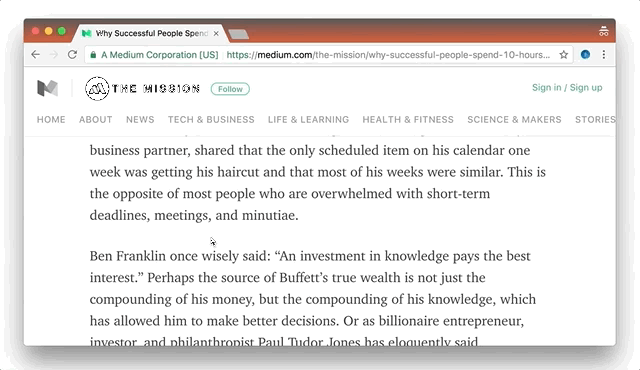 Why Successful People Spend
A Medium Corporation [US] https://medium.com/the-mission/why-successful-people-spend-10-hours...
THE MISSION Follow Sign in / Sign up
HOME ABOUT NEWS TECH & BUSINESS LIFE & LEARNING HEALTH & FITNESS SCIENCE & MAKERS STORIES
business partner, shared that the only scheduled item on his calendar one
week was getting his haircut and that most of his weeks were similar. This is
the opposite of most people who are overwhelmed with short-term
deadlines, meetings, and minutiae.
Ben Franklin once wisely said: “An investment in knowledge pays the best
interest.” Perhaps the source of Buffett’s true wealth is not just the
compounding of his money, but the compounding of his knowledge, which
has allowed him to make better decisions. Or as billionaire entrepreneur,
investor, and philanthropist Paul Tudor Jones has eloquently said